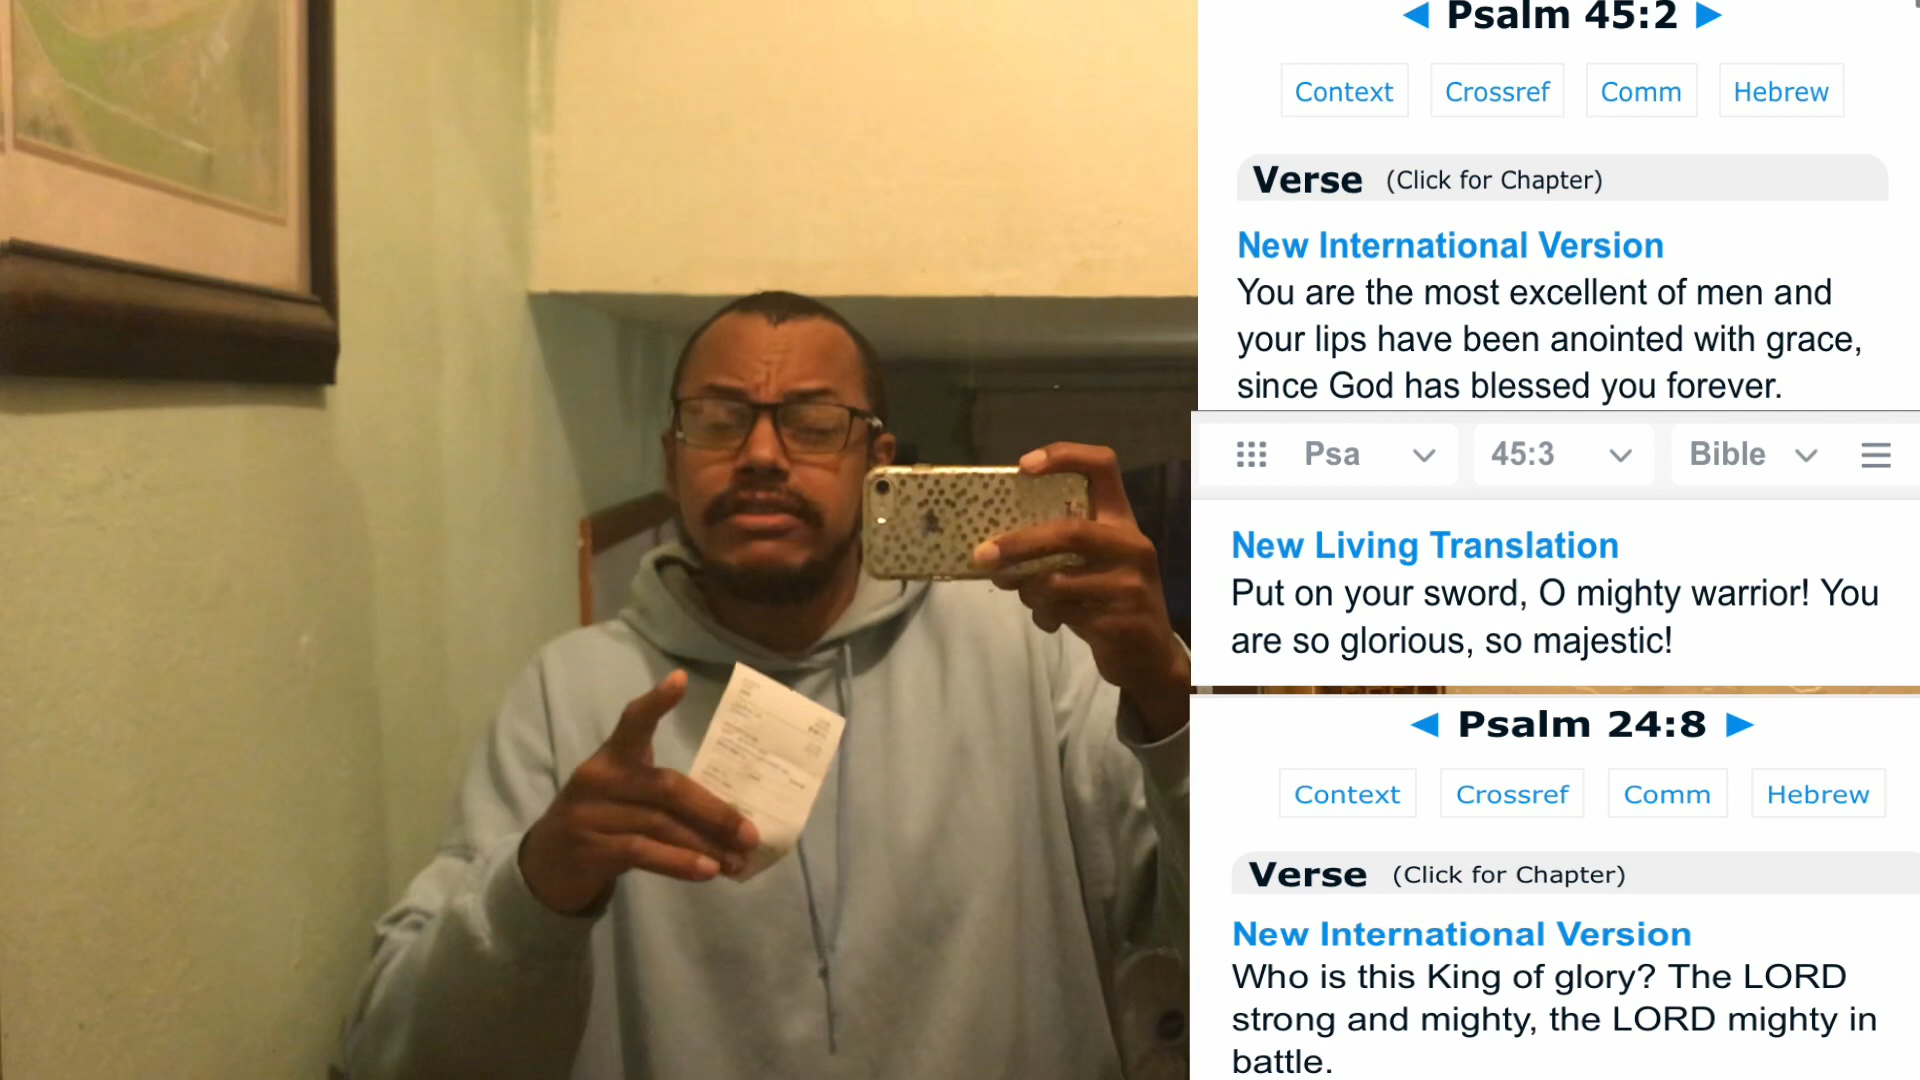 Psalm 45:2
Context Crossref Comm Hebrew
Verse (Click for Chapter)
New International Version
You are the most excellent of men and
your lips have been anointed with grace,
since God has blessed you forever.
Psa 45:3 Bible
New Living Translation
Put on your sword, O mighty warrior! You
are so glorious, so majestic!
Psalm 24:8
Context Crossref Comm Hebrew
Verse (Click for Chapter)
New International Version
Who is this King of glory? The LORD
strong and mighty, the LORD mighty in
battle.